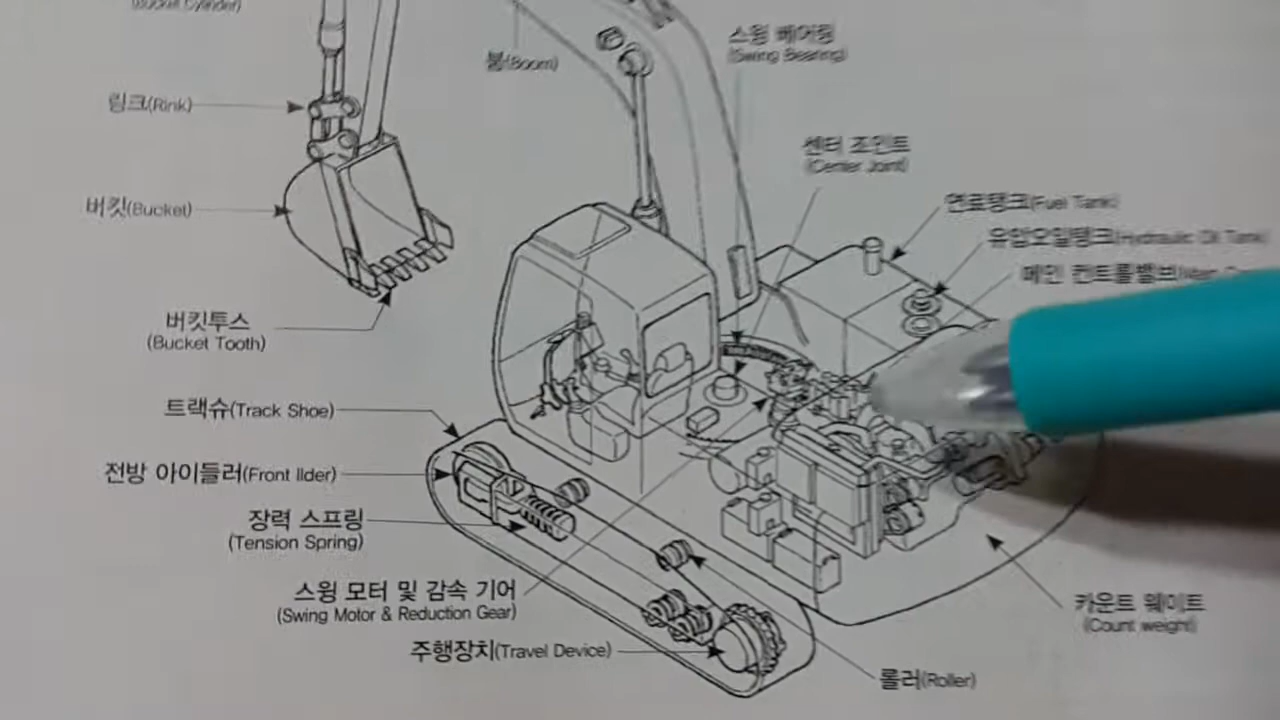 (Bucket Cylinder)
붐(Boom)
스윙 베어링
(Swing Bearing)
링크(Rink)
센터 조인트
(Center Joint)
버킷(Bucket)
연료탱크(Fuel Tank)
유압오일탱크(Hydraulic Oil Tank)
메인 컨트롤밸브(Main
버킷투스
(Bucket Tooth)
트랙슈(Track Shoe)
전방 아이들러(Front Ilder)
장력 스프링
(Tension Spring)
스윙 모터 및 감속 기어
(Swing Motor & Reduction Gear)
카운트 웨이트
(Count weight)
주행장치(Travel Device)
롤러(Roller)